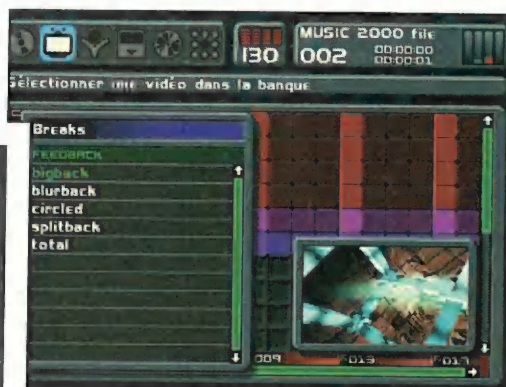 MUSIC 2000 file
130 002 00:00:00
00:00:01
Sélectionner une vidéo dans la banque
Breaks
FEEDBACK
bigback
blurback
circled
splitback
total
009 013 017